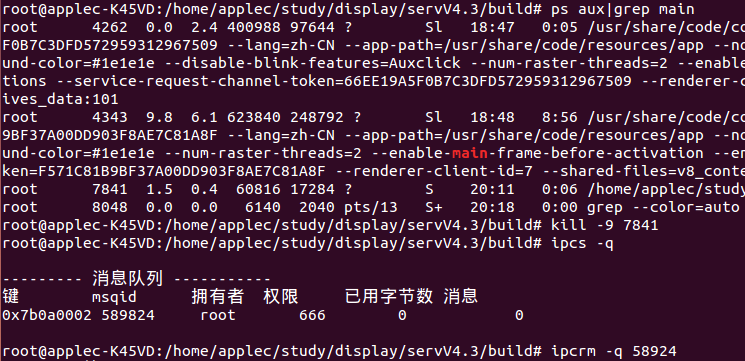 root@applec-K45VD:/home/applec/study/display/servV4.3/build# ps aux|grep main
root      4262  0.0  2.4 400988 97644 ?        Sl   18:47   0:05 /usr/share/code/co
F0B7C3DFD572959312967509 --lang=zh-CN --app-path=/usr/share/code/resources/app --no
und-color=#1e1e1e --disable-blink-features=Auxclick --num-raster-threads=2 --enable
tions --service-request-channel-token=66EE19A5F0B7C3DFD572959312967509 --renderer-c
ives_data:101
root      4343  9.8  6.1 623840 248792 ?       Sl   18:48   8:56 /usr/share/code/co
9BF37A00DD903F8AE7C81A8F --lang=zh-CN --app-path=/usr/share/code/resources/app --no
und-color=#1e1e1e --num-raster-threads=2 --enable-main-frame-before-activation --en
ken=F571C81B9BF37A00DD903F8AE7C81A8F --renderer-client-id=7 --shared-files=v8_conte
root      7841  1.5  0.4  60816 17284 ?        S    20:11   0:06 /home/applec/study
root      8048  0.0  0.0   6140  2040 pts/13   S+   20:18   0:00 grep --color=auto
root@applec-K45VD:/home/applec/study/display/servV4.3/build# kill -9 7841
root@applec-K45VD:/home/applec/study/display/servV4.3/build# ipcs -q
--------- 消息队列 -----------
键 msqid 拥有者 权限 已用字节数 消息
0x7b0a0002 589824 root 666 0 0
root@applec-K45VD:/home/applec/study/display/servV4.3/build# ipcrm -q 58924